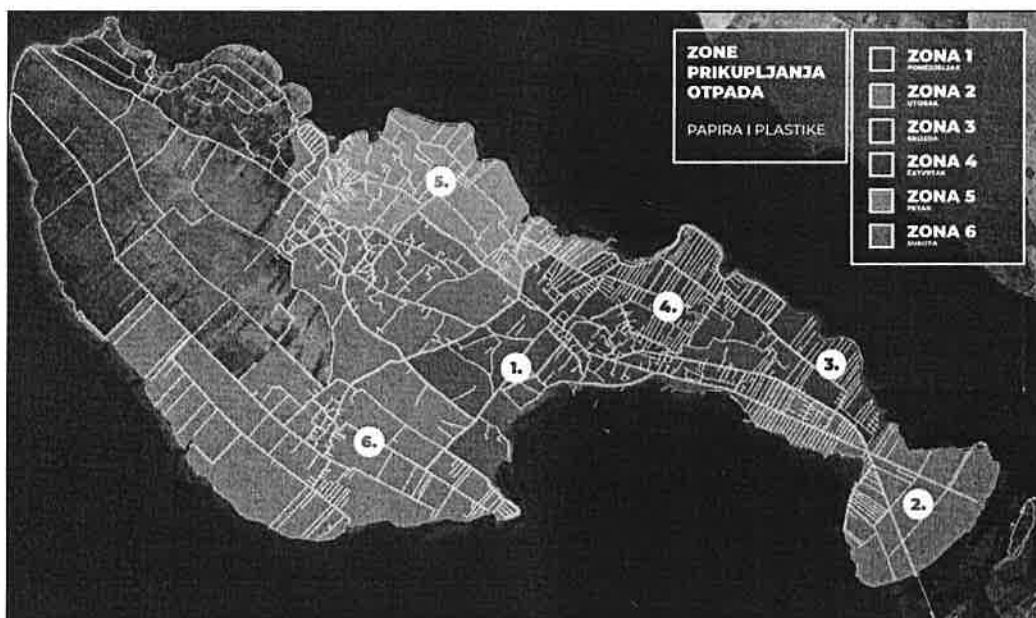 ZONE
PRIKUPLJANJA
OTPADA
PAPIRA I PLASTIKE
ZONA 1
PONEDJELJAK
ZONA 2
UTORAK
ZONA 3
SRIJEDA
ZONA 4
ČETVRTAK
ZONA 5
PETAK
ZONA 6
SUBOTA
5.
4.
1.
3.
6.
2.